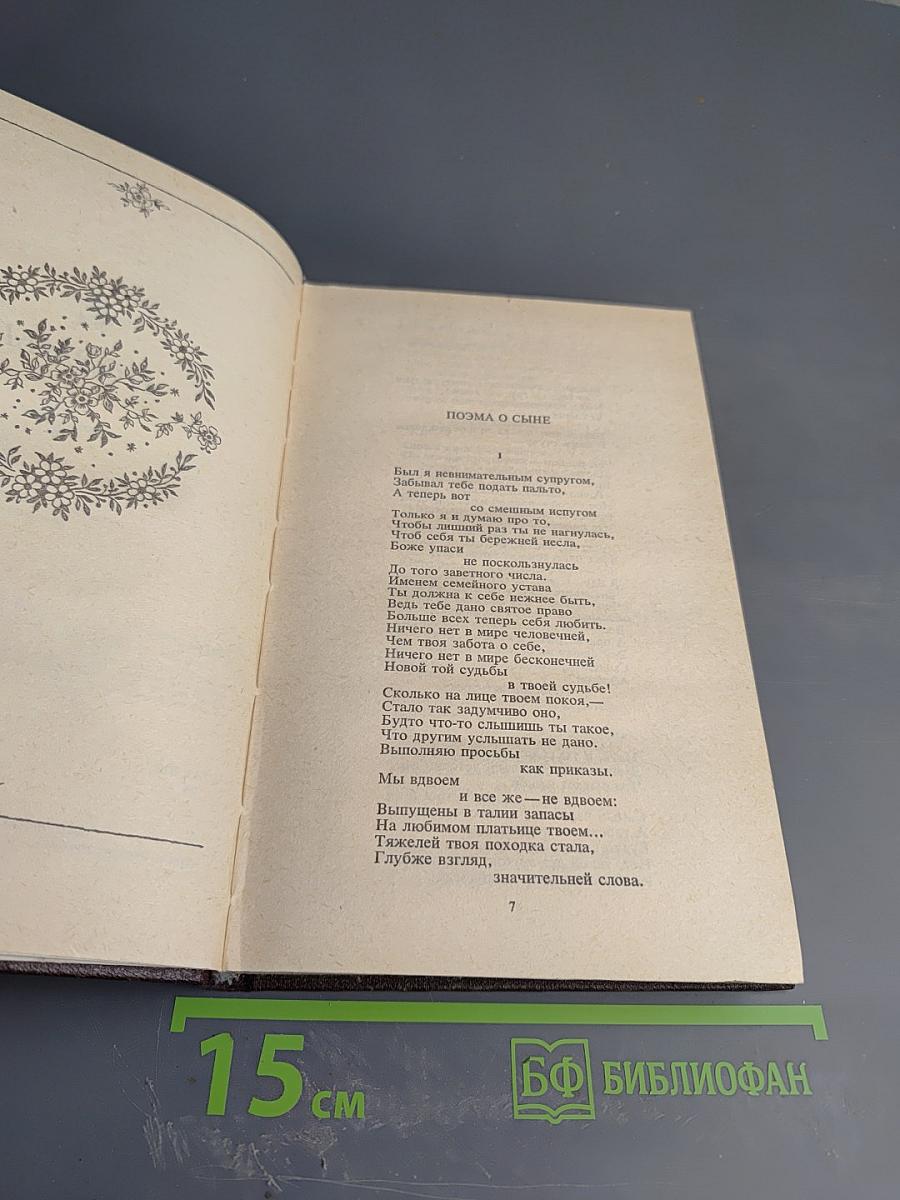 ПОЭМА О СЫНЕ
1
Был я невнимательным супругом,
Забывал тебе подать пальто,
А теперь вот
со смешным испугом
Только я и думаю про то,
Чтобы лишний раз ты не нагнулась,
Чтоб себя ты бережней несла,
Боже упаси
не поскользнулась
До того заветного числа.
Именем семейного устава
Ты должна к себе нежнее быть,
Ведь тебе дано святое право
Больше всех теперь себя любить.
Ничего нет в мире человечней,
Чем твоя забота о себе,
Ничего нет в мире бесконечней
Новой той судьбы
в твоей судьбе!
Сколько на лице твоем покоя,—
Стало так задумчиво оно,
Будто что-то слышишь ты такое,
Что другим услышать не дано.
Выполняю просьбы
как приказы.
Мы вдвоем
и все же — не вдвоем:
Выпущены в талии запасы
На любимом платьице твоем...
Тяжелей твоя походка стала,
Глубже взгляд,
значительней слова.
7
15 см
БФ БИБЛИОФАН